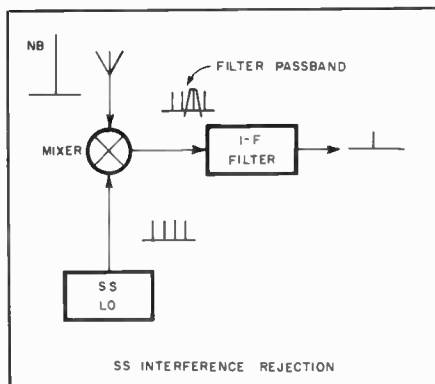 NB
FILTER PASSBAND
MIXER
I-F
FILTER
SS
LO
SS INTERFERENCE REJECTION